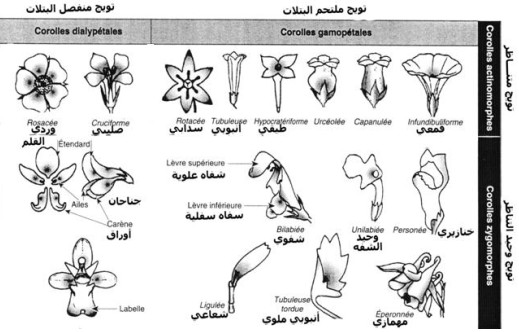 تويج منفصل البتلات
تويج ملتحم البتلات
Corolles dialypétales
Corolles gamopétales
Corolles actinomorphes
تويج متناظر
Rosacée
وردي
Cruciforme
صليبي
Rotacée
سدابي
Tubuleuse
أنبوبي
Hypocratériforme
طبقي
Urcéolée
Capanulée
Infundibuliforme
قمعي
العلم
Étendard
Ailes
جناحان
Carène
أوراق
Lèvre supérieure
شفاه علوية
Lèvre inférieure
سفاه سفلية
Bilabiée
شفوي
Unilabiée
وحيد
الشفه
Personée
خنازيري
Corolles zygomorphes
تويج وحيد التناظر
Labelle
Ligulée
شعاعي
Tubuleuse
tordue
أنبوبي ملوي
Éperonnée
مهمازي